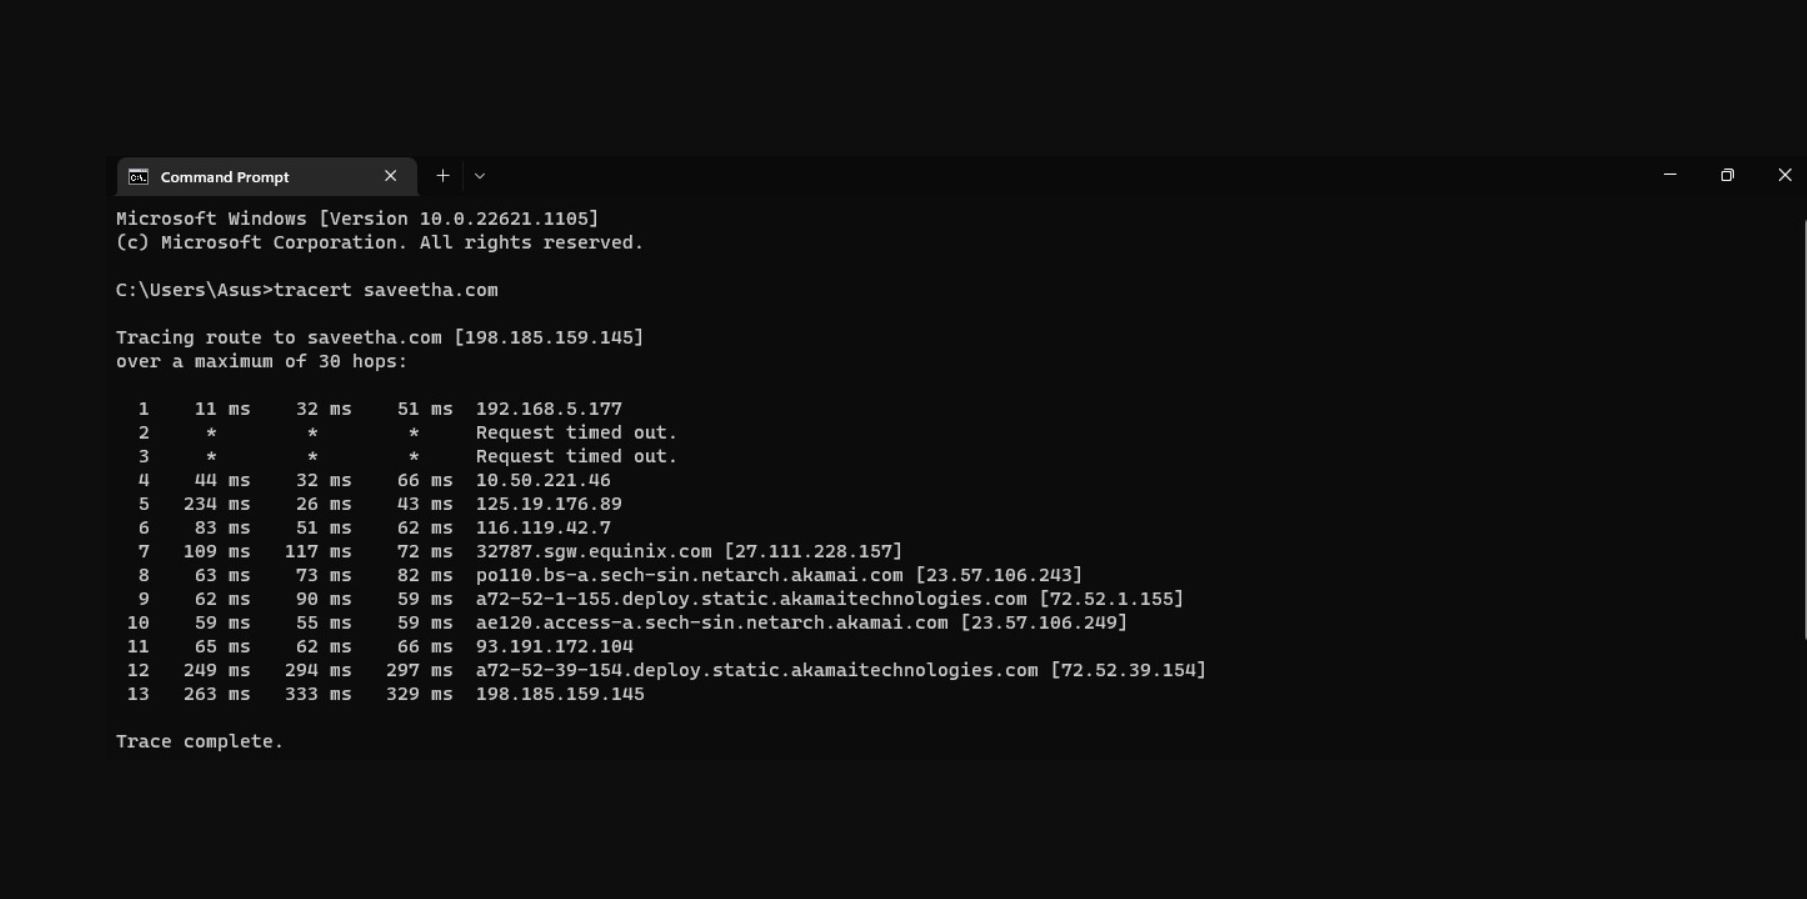 Command Prompt
Microsoft Windows [Version 10.0.22621.1105]
(c) Microsoft Corporation. All rights reserved.
C:\Users\Asus>tracert saveetha.com
Tracing route to saveetha.com [198.185.159.145]
over a maximum of 30 hops:
1 11 ms 32 ms 51 ms 192.168.5.177
2 * * * Request timed out.
3 * * * Request timed out.
4 44 ms 32 ms 66 ms 10.50.221.46
5 234 ms 26 ms 43 ms 125.19.176.89
6 83 ms 51 ms 62 ms 116.119.42.7
7 109 ms 117 ms 72 ms 32787.sgw.equinix.com [27.111.228.157]
8 63 ms 73 ms 82 ms po110.bs-a.sech-sin.netarch.akamai.com [23.57.106.243]
9 62 ms 90 ms 59 ms a72-52-1-155.deploy.static.akamaitechnologies.com [72.52.1.155]
10 59 ms 55 ms 59 ms ae120.access-a.sech-sin.netarch.akamai.com [23.57.106.249]
11 65 ms 62 ms 66 ms 93.191.172.104
12 249 ms 294 ms 297 ms a72-52-39-154.deploy.static.akamaitechnologies.com [72.52.39.154]
13 263 ms 333 ms 329 ms 198.185.159.145
Trace complete.